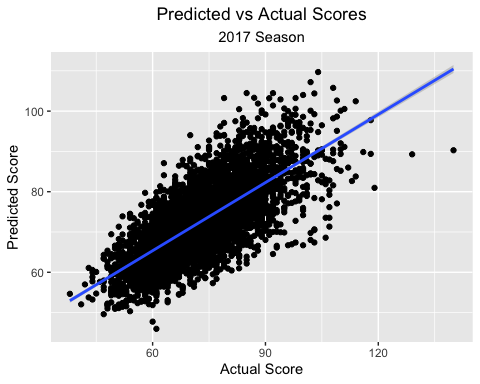 Predicted vs Actual Scores
2017 Season
Predicted Score
100
80
60
60 90 120
Actual Score